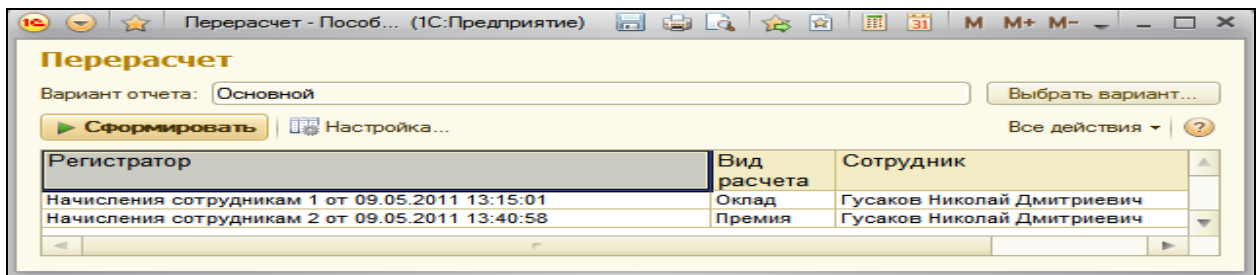 1С Перерасчет - Пособ... (1С:Предприятие) 31 M M+ M-
Перерасчет
Вариант отчета: Основной Выбрать вариант...
Сформировать Настройка... Все действия ?
Регистратор Вид расчета Сотрудник
Начисления сотрудникам 1 от 09.05.2011 13:15:01 Оклад Гусаков Николай Дмитриевич
Начисления сотрудникам 2 от 09.05.2011 13:40:58 Премия Гусаков Николай Дмитриевич